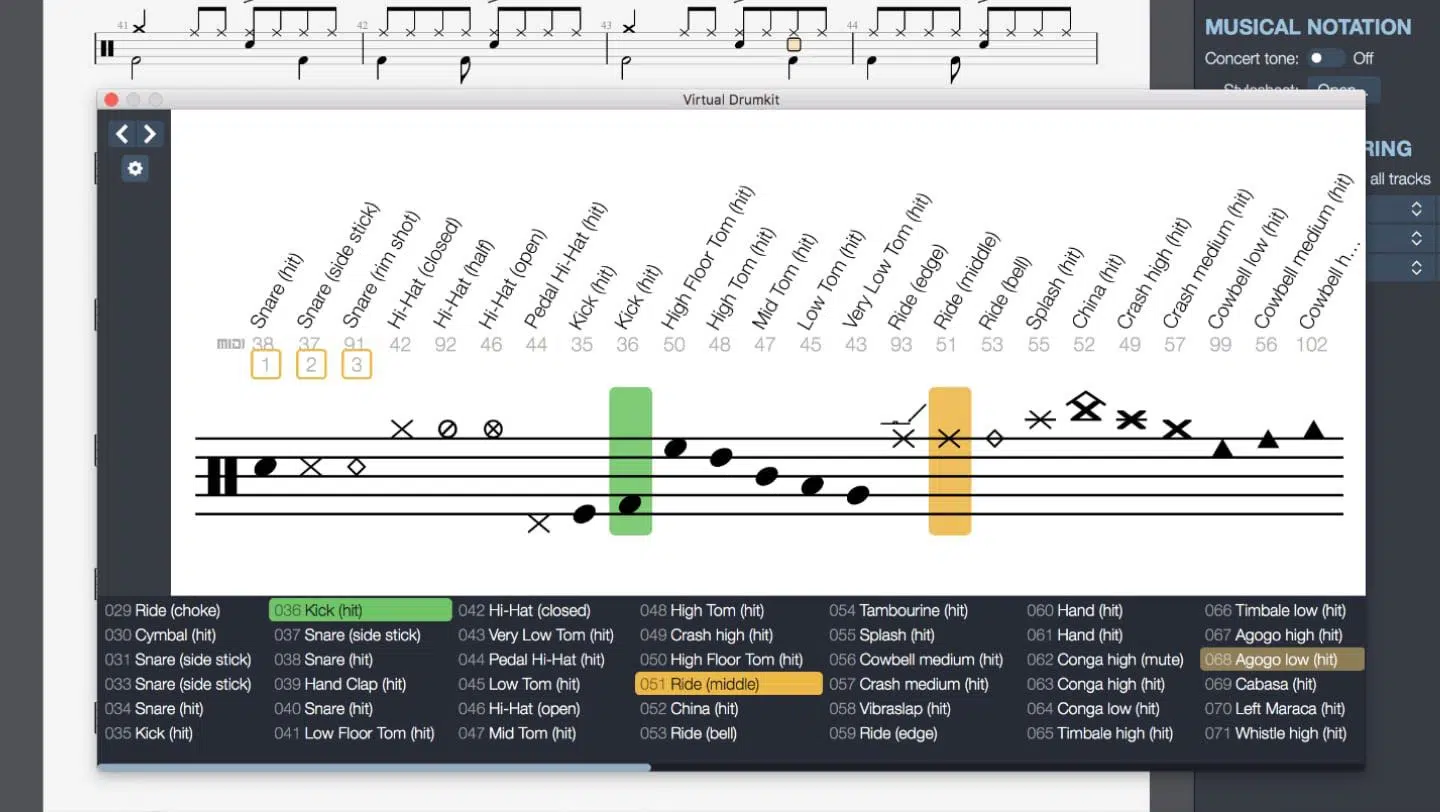 41 42 43 44
MUSICAL NOTATION
Concert tone: Off
Stylesheet: Open...
Virtual Drumkit
RING
all tracks
Snare (hit)
Snare (side stick)
Snare (rim shot)
Hi-Hat (closed)
Hi-Hat (half)
Hi-Hat (open)
Pedal Hi-Hat (hit)
Kick (hit)
Kick (hit)
High Floor Tom (hit)
High Tom (hit)
Mid Tom (hit)
Low Tom (hit)
Very Low Tom (hit)
Ride (edge)
Ride (middle)
Ride (bell)
Splash (hit)
China (hit)
Crash high (hit)
Crash medium (hit)
Cowbell low (hit)
Cowbell medium (hit)
Cowbell h...
MIDI 38 37 91 42 92 46 44 35 36 50 48 47 45 43 93 51 53 55 52 49 57 99 56 102
1 2 3
029 Ride (choke) 036 Kick (hit) 042 Hi-Hat (closed) 048 High Tom (hit) 054 Tambourine (hit) 060 Hand (hit) 066 Timbale low (hit)
030 Cymbal (hit) 037 Snare (side stick) 043 Very Low Tom (hit) 049 Crash high (hit) 055 Splash (hit) 061 Hand (hit) 067 Agogo high (hit)
031 Snare (side stick) 038 Snare (hit) 044 Pedal Hi-Hat (hit) 050 High Floor Tom (hit) 056 Cowbell medium (hit) 062 Conga high (mute) 068 Agogo low (hit)
033 Snare (side stick) 039 Hand Clap (hit) 045 Low Tom (hit) 051 Ride (middle) 057 Crash medium (hit) 063 Conga high (hit) 069 Cabasa (hit)
034 Snare (hit) 040 Snare (hit) 046 Hi-Hat (open) 052 China (hit) 058 Vibraslap (hit) 064 Conga low (hit) 070 Left Maraca (hit)
035 Kick (hit) 041 Low Floor Tom (hit) 047 Mid Tom (hit) 053 Ride (bell) 059 Ride (edge) 065 Timbale high (hit) 071 Whistle high (hit)